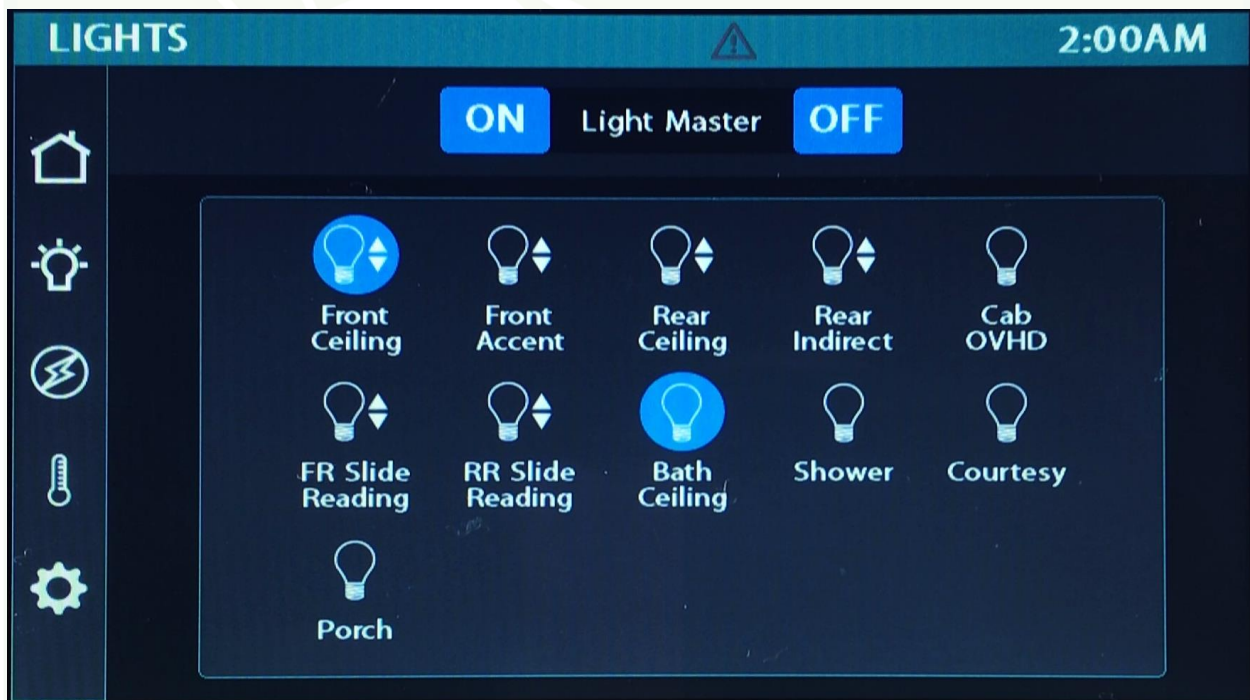 LIGHTS
2:00AM
ON
Light Master
OFF
Front
Ceiling
Front
Accent
Rear
Ceiling
Rear
Indirect
Cab
OVHD
FR Slide
Reading
RR Slide
Reading
Bath
Ceiling
Shower
Courtesy
Porch